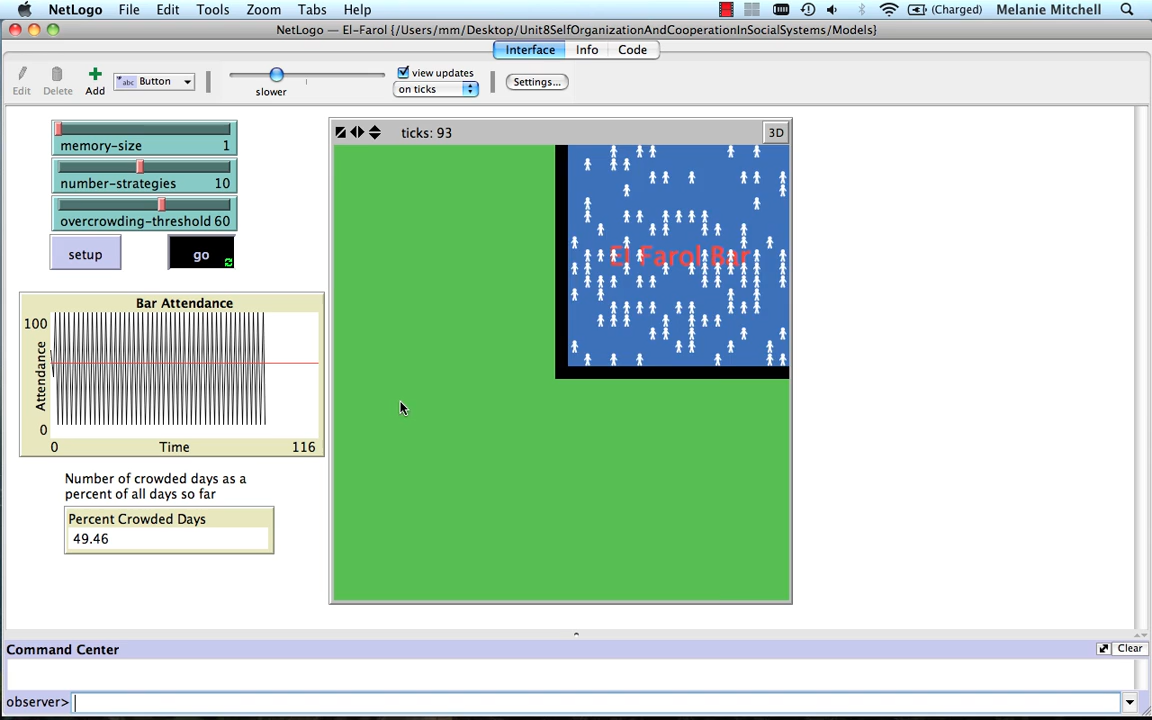 NetLogo File Edit Tools Zoom Tabs Help (Charged) Melanie Mitchell
NetLogo — El-Farol {/Users/mm/Desktop/Unit8SelfOrganizationAndCooperationInSocialSystems/Models}
Interface Info Code
Edit Delete Add abc Button slower view updates on ticks Settings...
memory-size 1
number-strategies 10
overcrowding-threshold 60
setup go
Bar Attendance
100
Attendance
0
0 Time 116
Number of crowded days as a
percent of all days so far
Percent Crowded Days
49.46
ticks: 93 3D
El Farol Bar
Command Center Clear
observer>